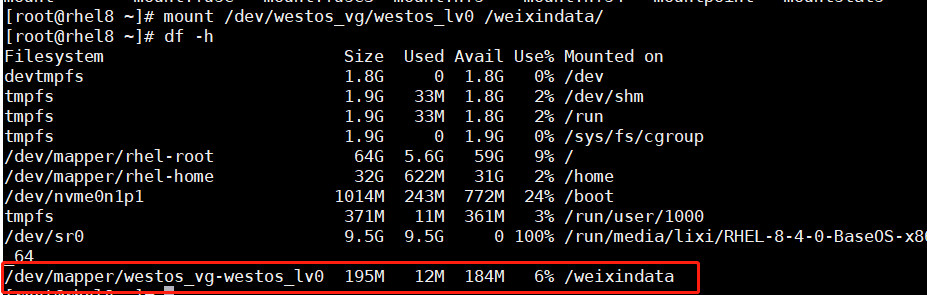 [root@rhel8 ~]# mount /dev/westos_vg/westos_lv0 /weixindata/
[root@rhel8 ~]# df -h
Filesystem Size Used Avail Use% Mounted on
devtmpfs 1.8G 0 1.8G 0% /dev
tmpfs 1.9G 33M 1.8G 2% /dev/shm
tmpfs 1.9G 33M 1.8G 2% /run
tmpfs 1.9G 0 1.9G 0% /sys/fs/cgroup
/dev/mapper/rhel-root 64G 5.6G 59G 9% /
/dev/mapper/rhel-home 32G 622M 31G 2% /home
/dev/nvme0n1p1 1014M 243M 772M 24% /boot
tmpfs 371M 11M 361M 3% /run/user/1000
/dev/sr0 9.5G 9.5G 0 100% /run/media/lixi/RHEL-8-4-0-BaseOS-x86
_64
/dev/mapper/westos_vg-westos_lv0 195M 12M 184M 6% /weixindata